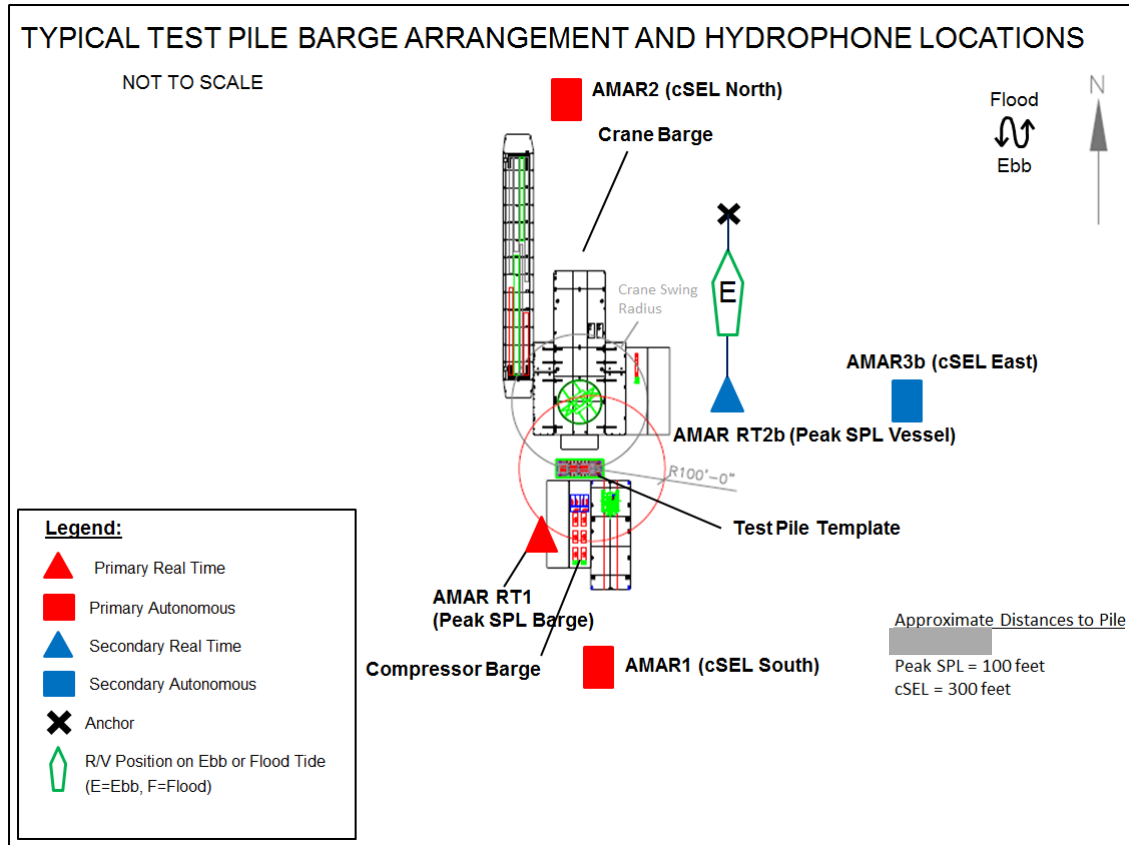 TYPICAL TEST PILE BARGE ARRANGEMENT AND HYDROPHONE LOCATIONS
NOT TO SCALE
AMAR2 (cSEL North)
Crane Barge
Flood
Ebb
N
Crane Swing
Radius
E
AMAR3b (cSEL East)
AMAR RT2b (Peak SPL Vessel)
R100'-0"
Test Pile Template
AMAR RT1
(Peak SPL Barge)
Compressor Barge
AMAR1 (cSEL South)
Approximate Distances to Pile
Peak SPL = 100 feet
cSEL = 300 feet
Legend:
Primary Real Time
Primary Autonomous
Secondary Real Time
Secondary Autonomous
Anchor
R/V Position on Ebb or Flood Tide
(E=Ebb, F=Flood)